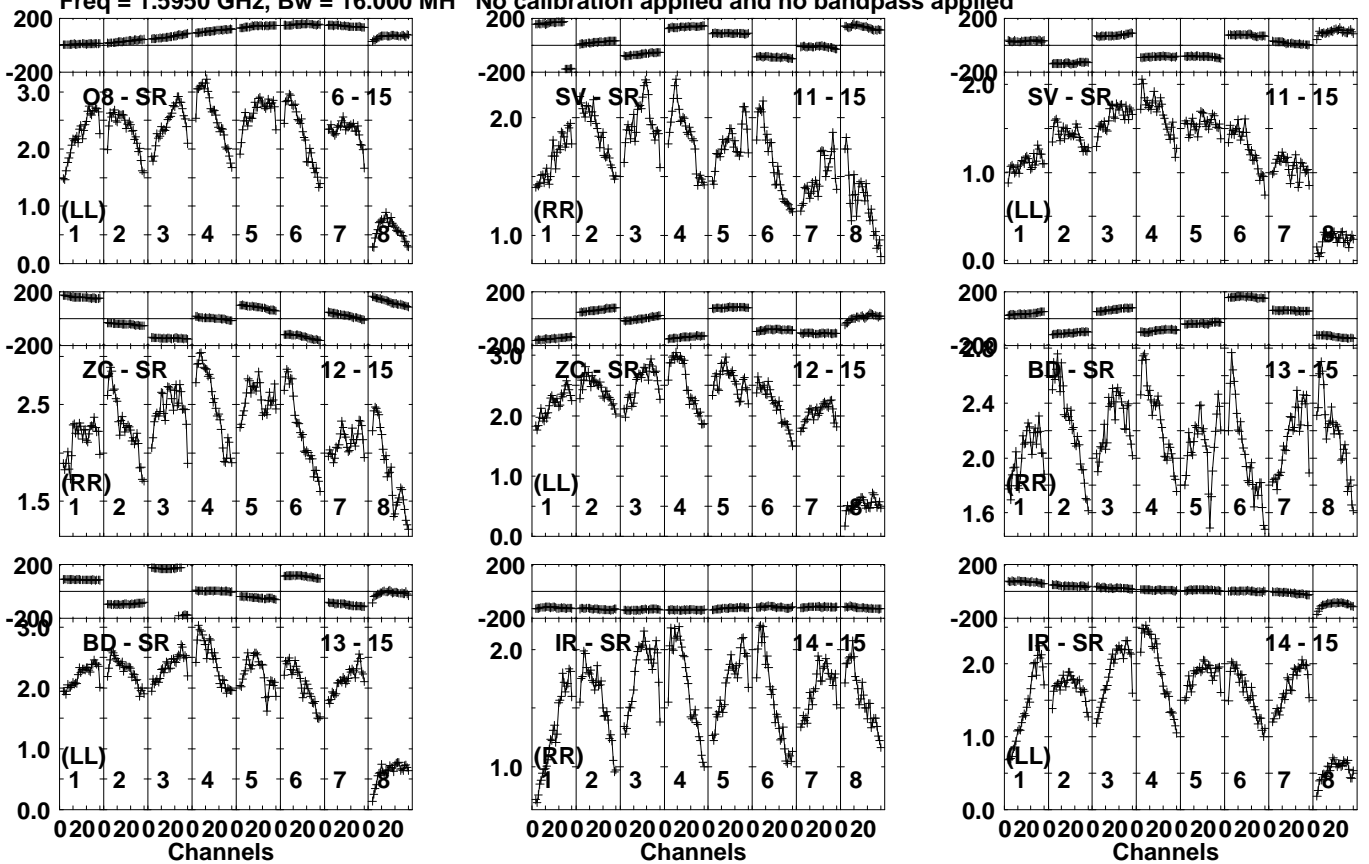 Freq = 1.5950 GHz, Bw = 16.000 MH No calibration applied and no bandpass applied
200 200 200
-200 -200 -200
O8 - SR 6 - 15 SV - SR 11 - 15 SV - SR 11 - 15
3.0 2.0 2.0
2.0 1.0
1.0 (LL) (RR) (LL)
1 2 3 4 5 6 7 8 1.0 1 2 3 4 5 6 7 8 1 2 3 4 5 6 7 8
0.0 0.0
200 200 200
-200 -200 -200
3.0 2.8
ZC - SR 12 - 15 ZC - SR 12 - 15 BD - SR 13 - 15
2.5 2.0 2.4
2.0
(RR) 1.0 (LL) (RR)
1.5 1 2 3 4 5 6 7 8 1 2 3 4 5 6 7 8 1.6 1 2 3 4 5 6 7 8
0.0
200 200 200
-200 -200 -200
3.0
BD - SR 13 - 15 IR - SR 14 - 15 IR - SR 14 - 15
2.0 2.0 2.0
1.0 (LL) 1.0 (RR) 1.0 (LL)
1 2 3 4 5 6 7 8 1 2 3 4 5 6 7 8 1 2 3 4 5 6 7 8
0.0 0.0
0 20 0 20 0 20 0 20 0 20 0 20 0 20 0 20 0 20 0 20 0 20 0 20 0 20 0 20 0 20 0 20 0 20 0 20 0 20 0 20 0 20 0 20 0 20 0 20
Channels Channels Channels